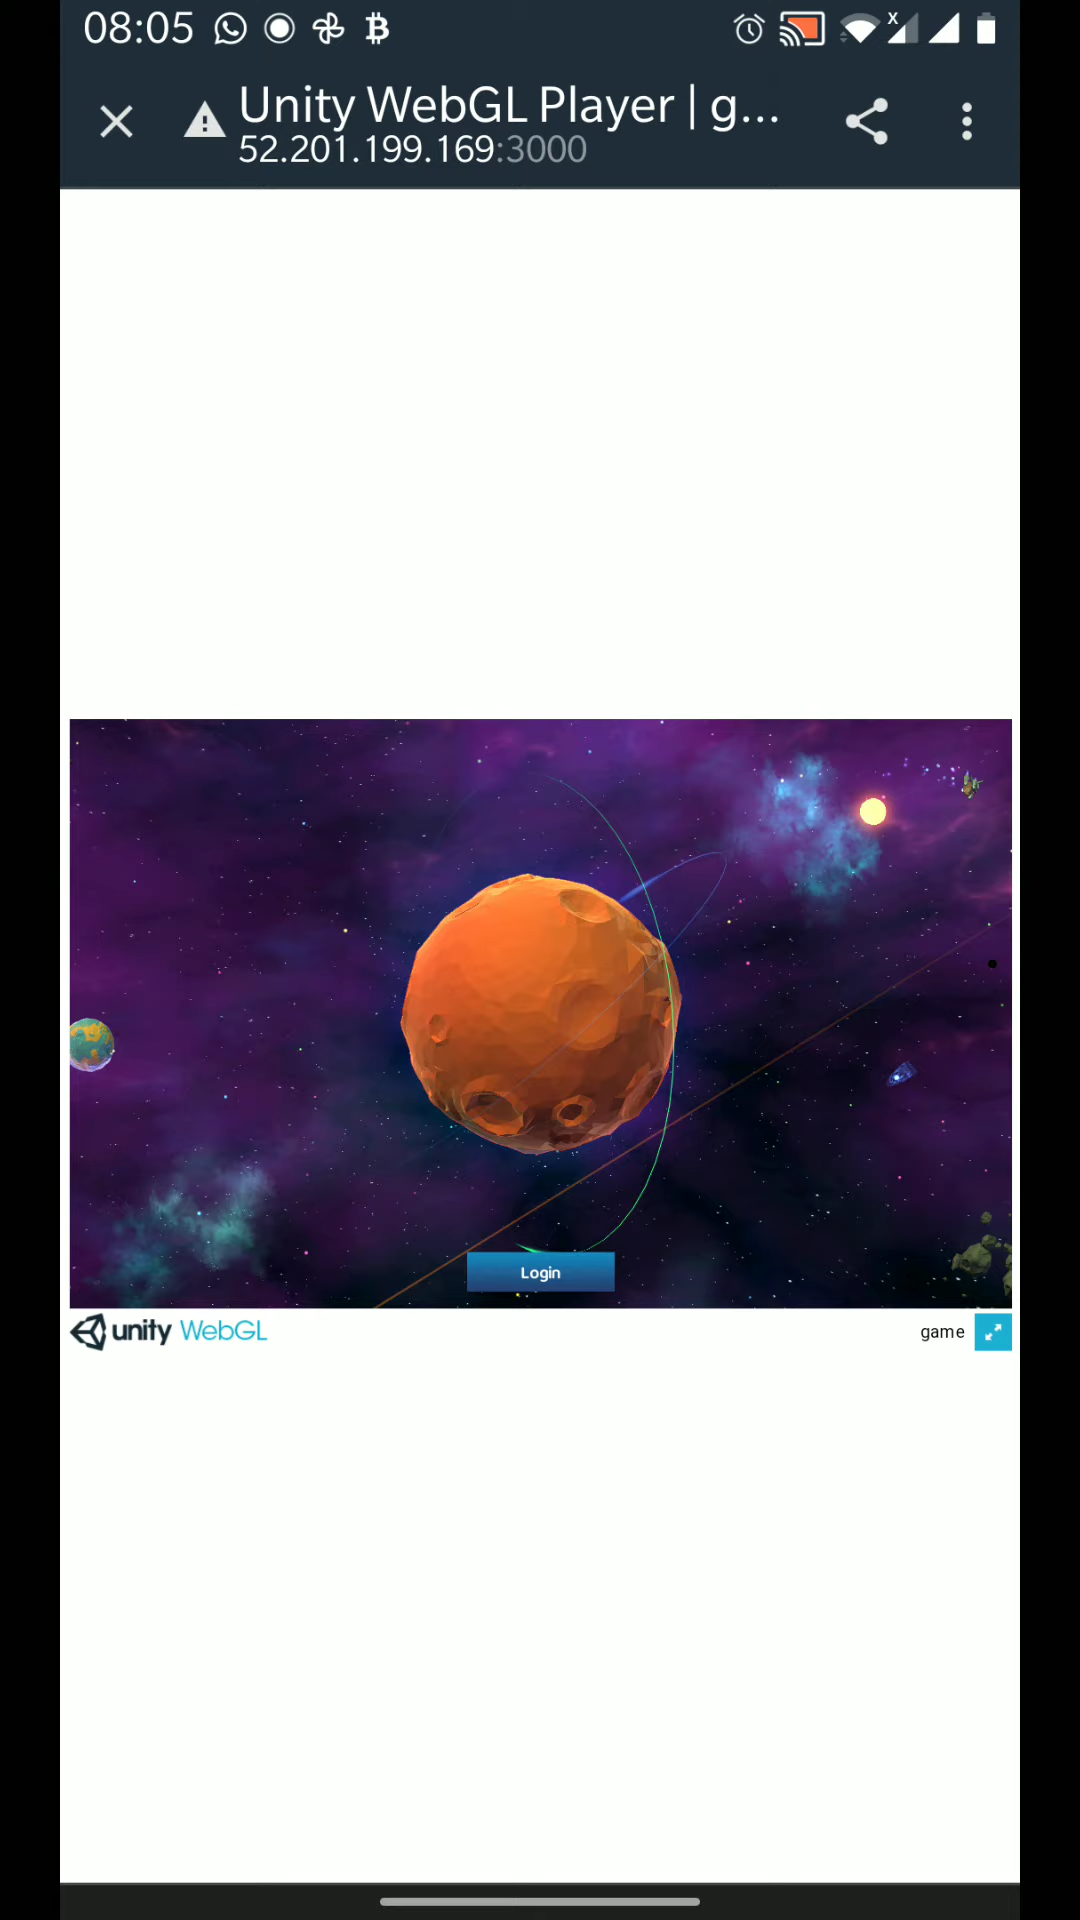 08:05
Unity WebGL Player | g...
52.201.199.169:3000
Login
unity WebGL
game